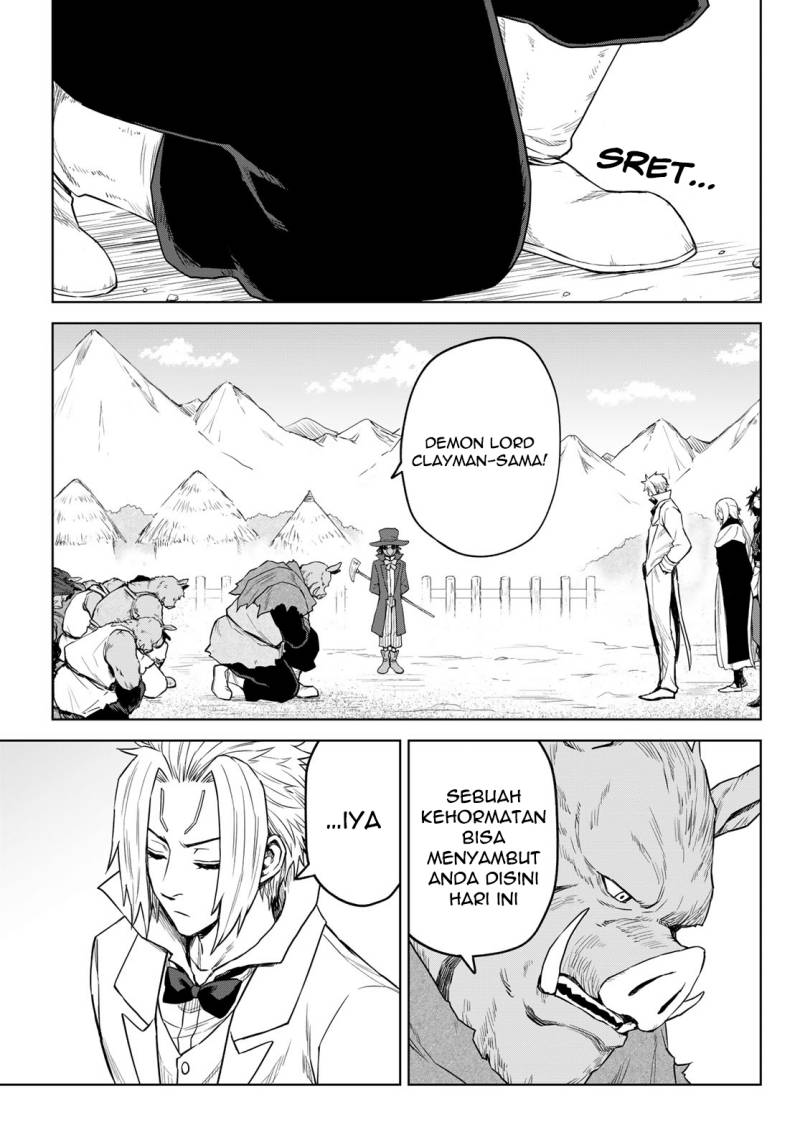 SRET...
DEMON LORD
CLAYMAN-SAMA!
SEBUAH
KEHORMATAN
BISA
MENYAMBUT
ANDA DISINI
HARI INI
...IYA